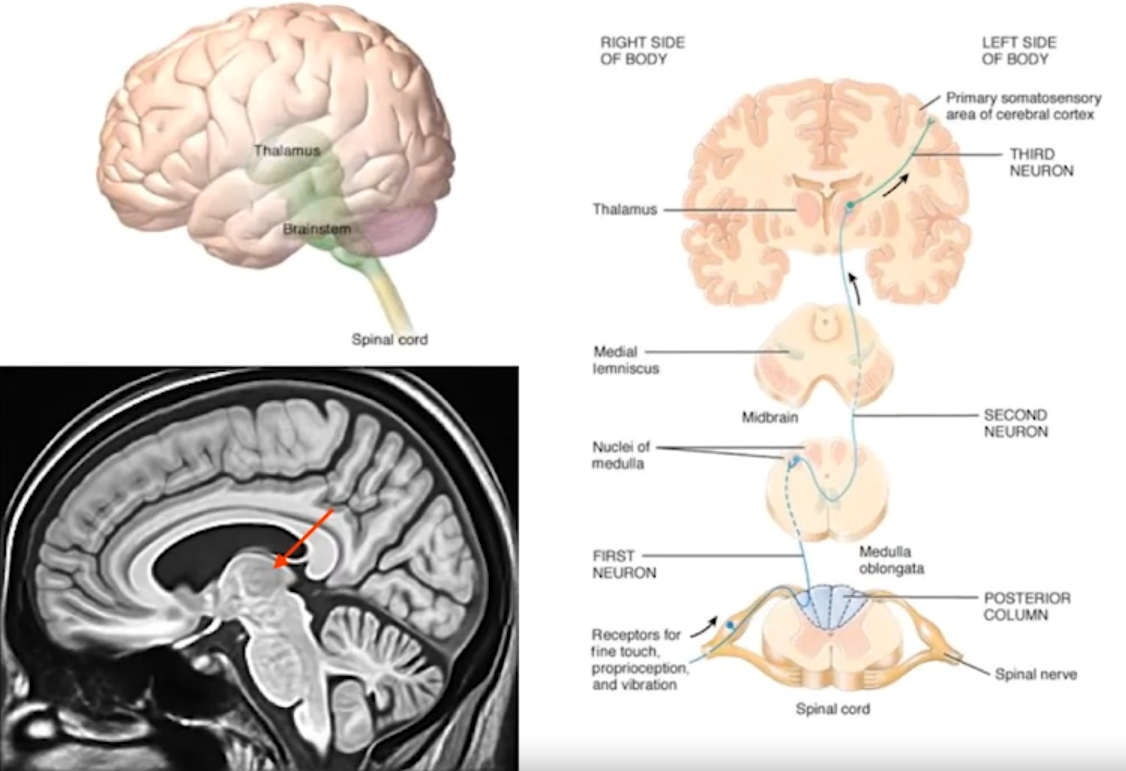 Thalamus
Brainstem
Spinal cord
RIGHT SIDE
OF BODY
LEFT SIDE
OF BODY
Primary somatosensory
area of cerebral cortex
THIRD
NEURON
Thalamus
Medial
lemniscus
Midbrain
SECOND
NEURON
Nuclei of
medulla
FIRST
NEURON
Medulla
oblongata
POSTERIOR
COLUMN
Receptors for
fine touch,
proprioception,
and vibration
Spinal nerve
Spinal cord